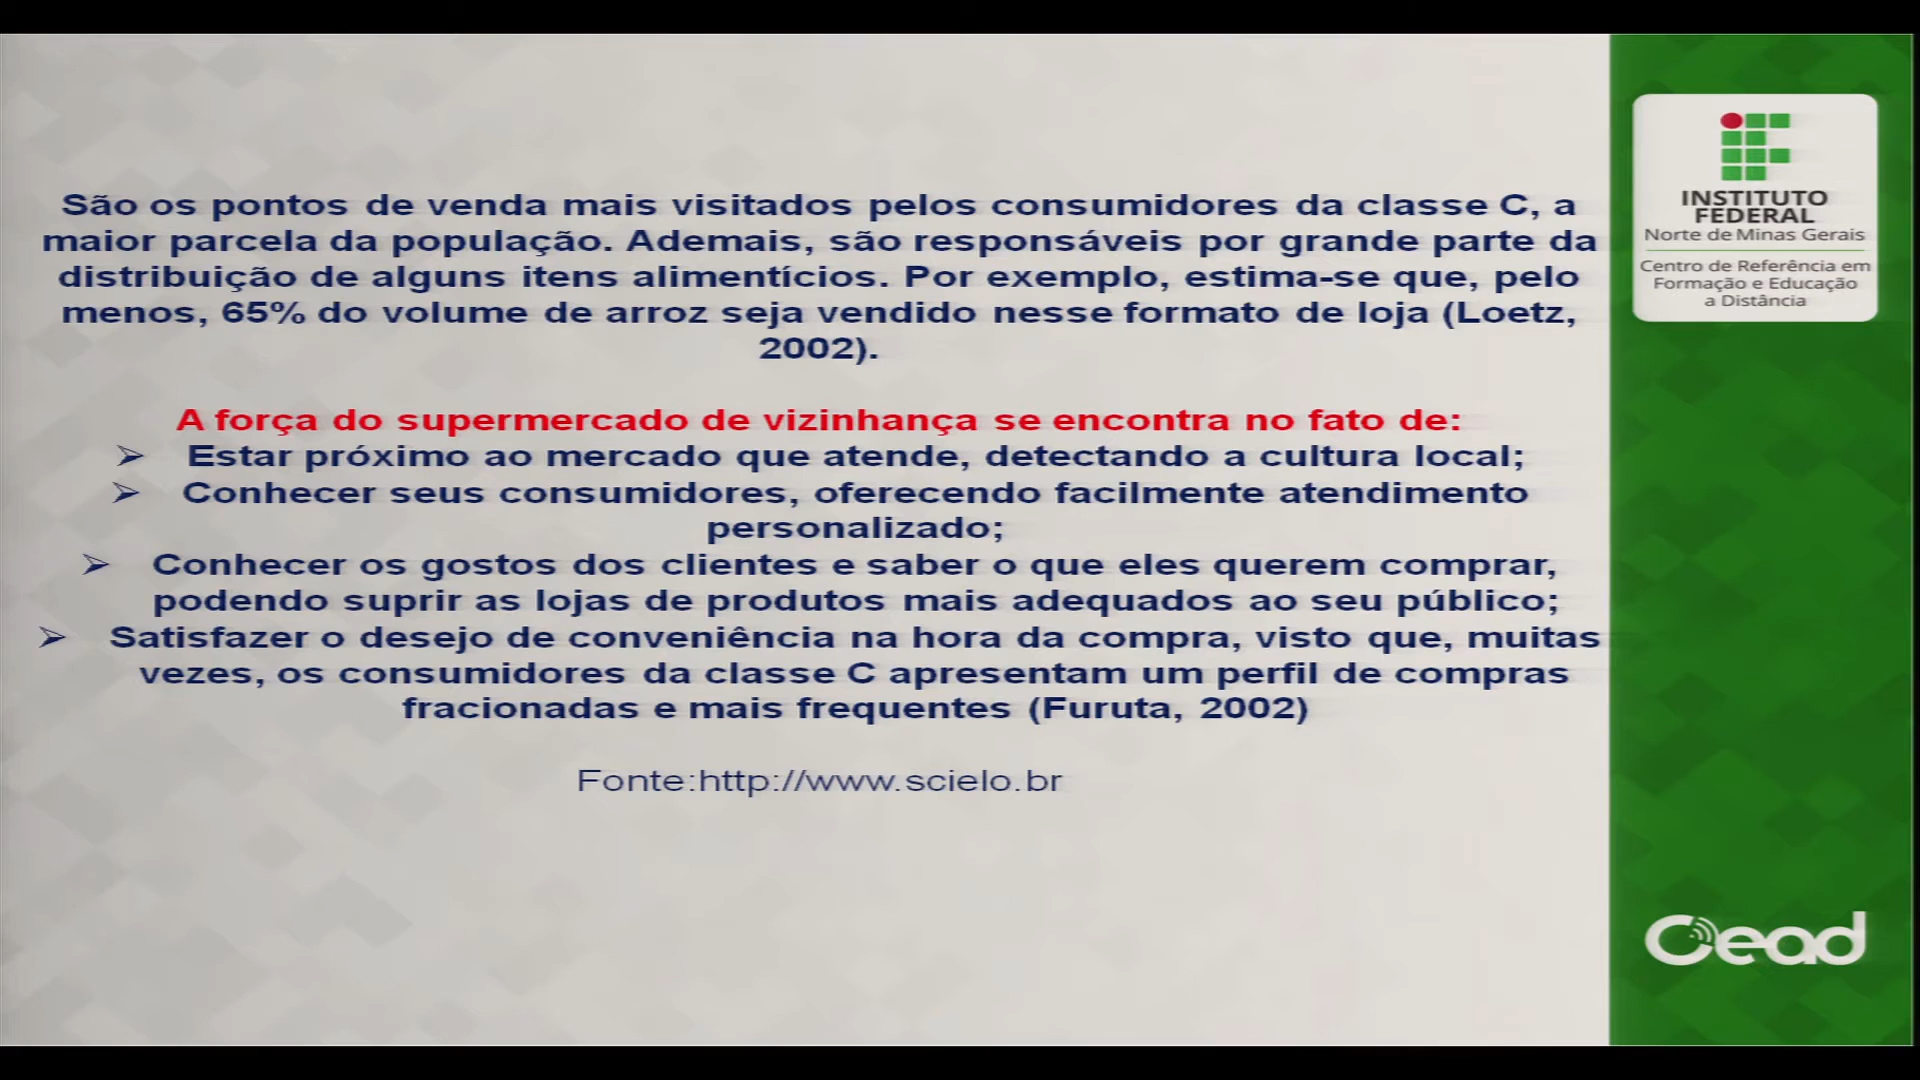 São os pontos de venda mais visitados pelos consumidores da classe C, a
maior parcela da população. Ademais, são responsáveis por grande parte da
distribuição de alguns itens alimentícios. Por exemplo, estima-se que, pelo
menos, 65% do volume de arroz seja vendido nesse formato de loja (Loetz,
2002).
A força do supermercado de vizinhança se encontra no fato de:
➢ Estar próximo ao mercado que atende, detectando a cultura local;
➢ Conhecer seus consumidores, oferecendo facilmente atendimento
personalizado;
➢ Conhecer os gostos dos clientes e saber o que eles querem comprar,
podendo suprir as lojas de produtos mais adequados ao seu público;
➢ Satisfazer o desejo de conveniência na hora da compra, visto que, muitas
vezes, os consumidores da classe C apresentam um perfil de compras
fracionadas e mais frequentes (Furuta, 2002)
Fonte:http://www.scielo.br
INSTITUTO
FEDERAL
Norte de Minas Gerais
Centro de Referência em
Formação e Educação
a Distância
Cead